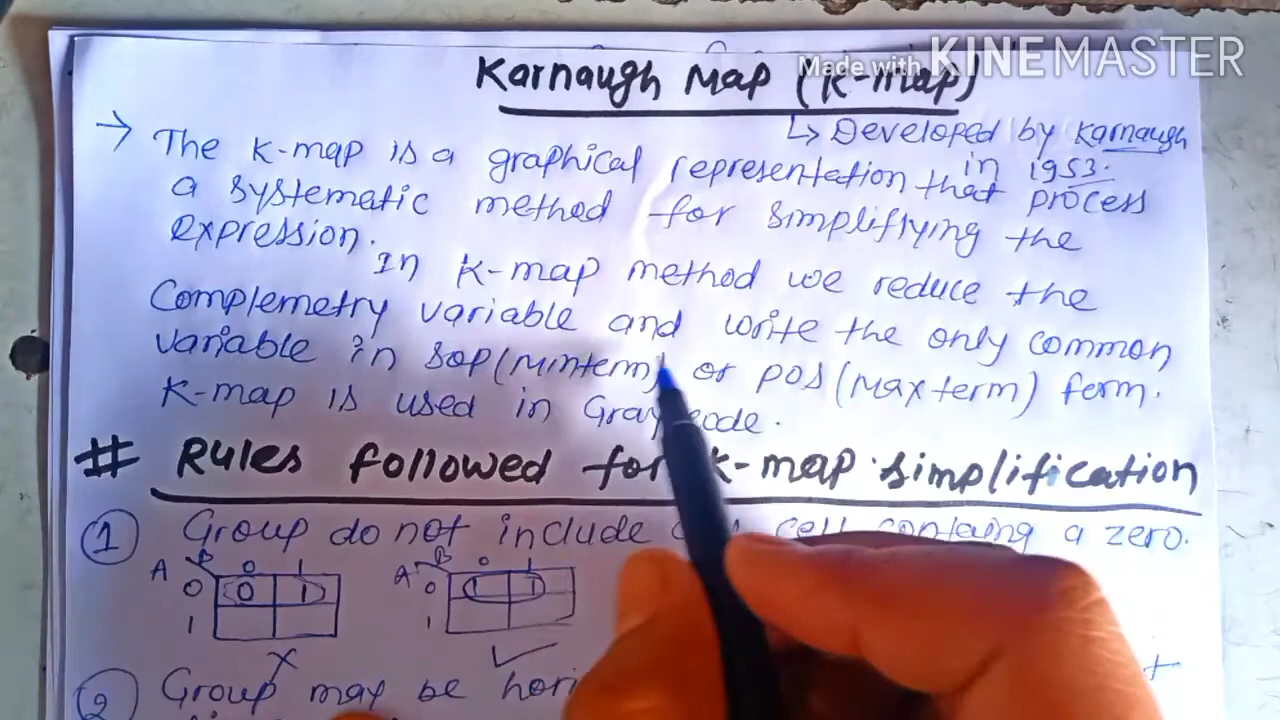 Made with KINEMASTER
Karnaugh Map (K-map)
↳ Developed by Karnaugh
in 1953.
→ The K-map is a graphical representation that process
a systematic method for simplifiying the
expression.
In K-map method we reduce the
Complemetry variable and write the only common
variable in SOP (Minterm) or POS (Maxterm) form.
K-map is used in Gray code.
# Rules followed for K-map simplification
1 Group do not include cell containg a zero.
A B 0 1
0 0 1
1
×
A B 0 1
0 1 1
1
✓
2 Group may be hori